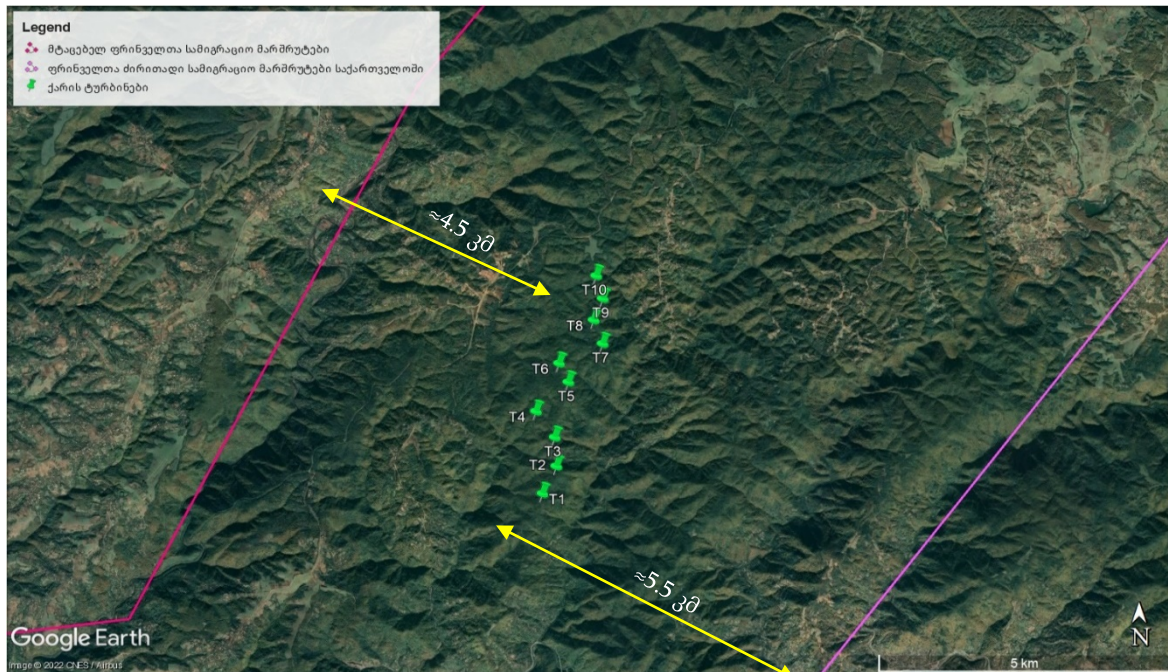 Legend
მტაცებელ ფრინველთა სამიგრაციო მარშრუტები
ფრინველთა ძირითადი სამიგრაციო მარშრუტები საქართველოში
ქარის ტურბინები
≈4.5 კმ
T10
T9
T8
T7
T6
T5
T4
T3
T2
T1
≈5.5 კმ
Google Earth
Image © 2022 CNES / Airbus
N
5 km